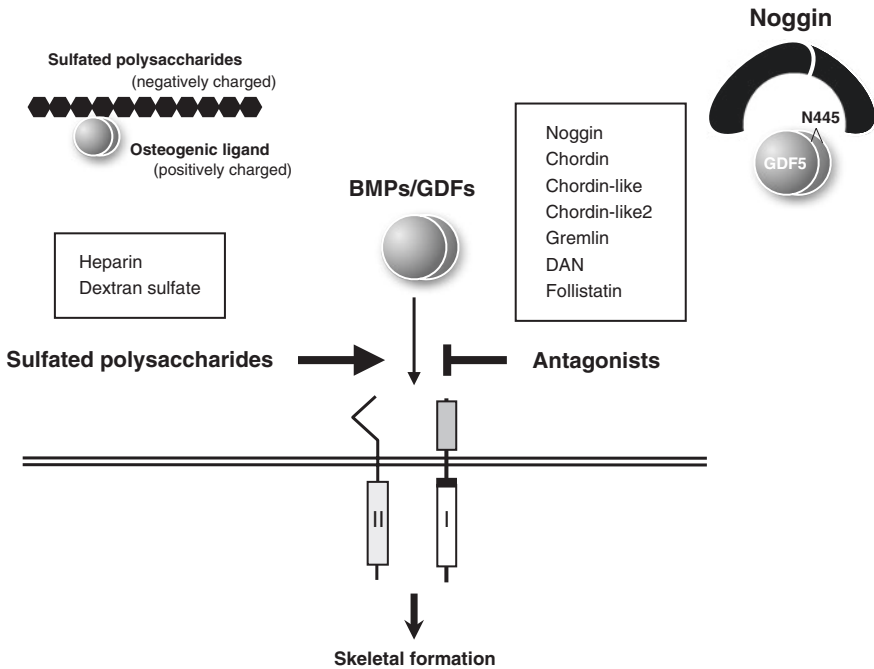 Noggin
Sulfated polysaccharides
(negatively charged)
N445
Osteogenic ligand
(positively charged)
GDF5
BMPs/GDFs
Noggin
Chordin
Chordin-like
Chordin-like2
Gremlin
DAN
Follistatin
Heparin
Dextran sulfate
Sulfated polysaccharides
Antagonists
II
I
Skeletal formation